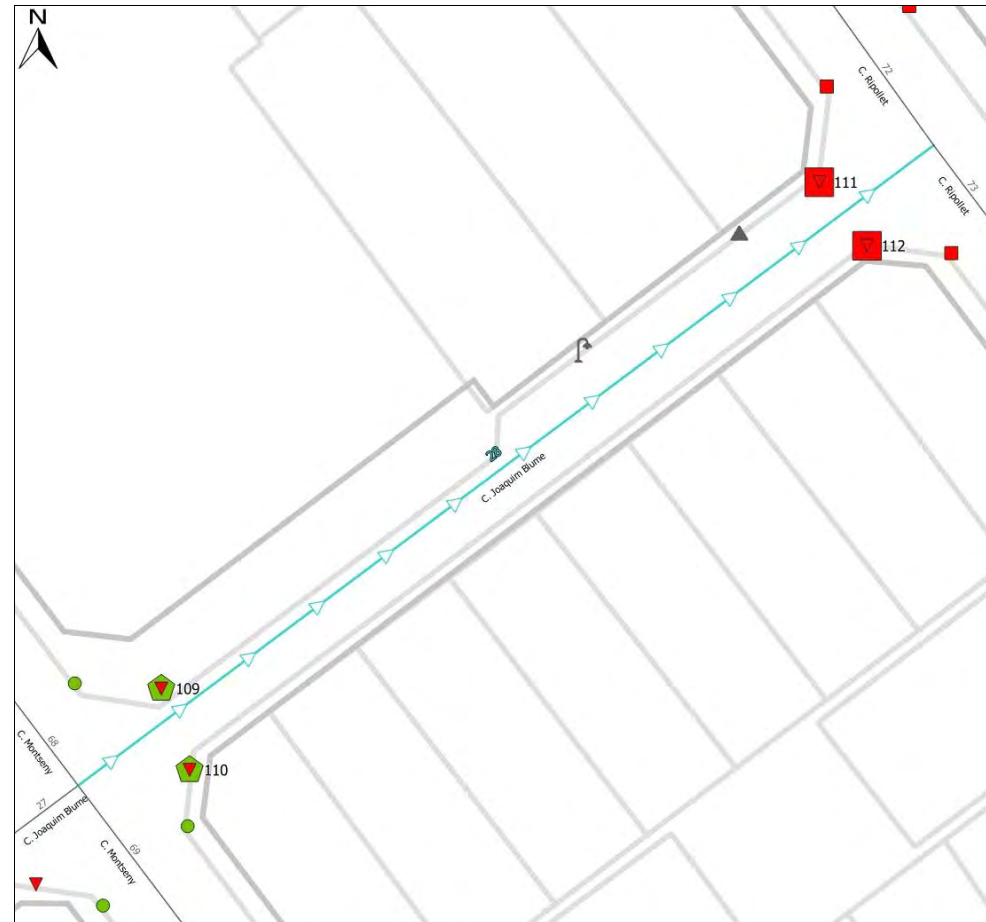 N
72
C. Ripollet
111
73
C. Ripollet
112
28
C. Joaquim Blume
109
68
C. Montseny
110
27
C. Joaquim Blume
69
C. Montseny